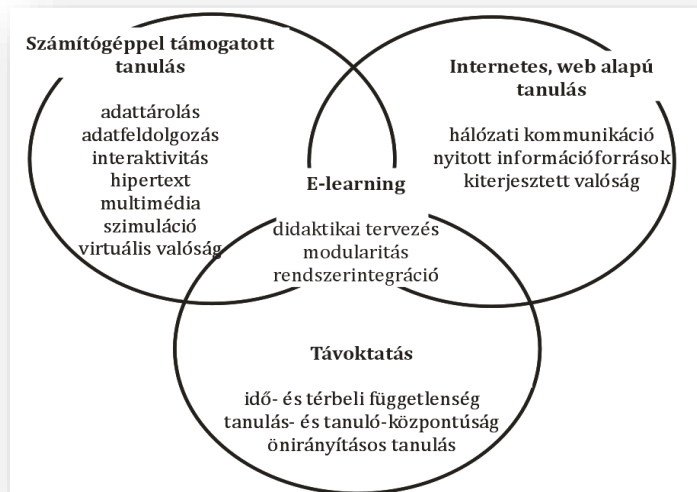 Számítógéppel támogatott
tanulás
adattárolás
adatfeldolgozás
interaktivitás
hipertext
multimédia
szimuláció
virtuális valóság
Internetes, web alapú
tanulás
hálózati kommunikáció
nyitott információforrások
kiterjesztett valóság
E-learning
didaktikai tervezés
modularitás
rendszerintegráció
Távoktatás
idő- és térbeli függetlenség
tanulás- és tanuló-központúság
önirányításos tanulás